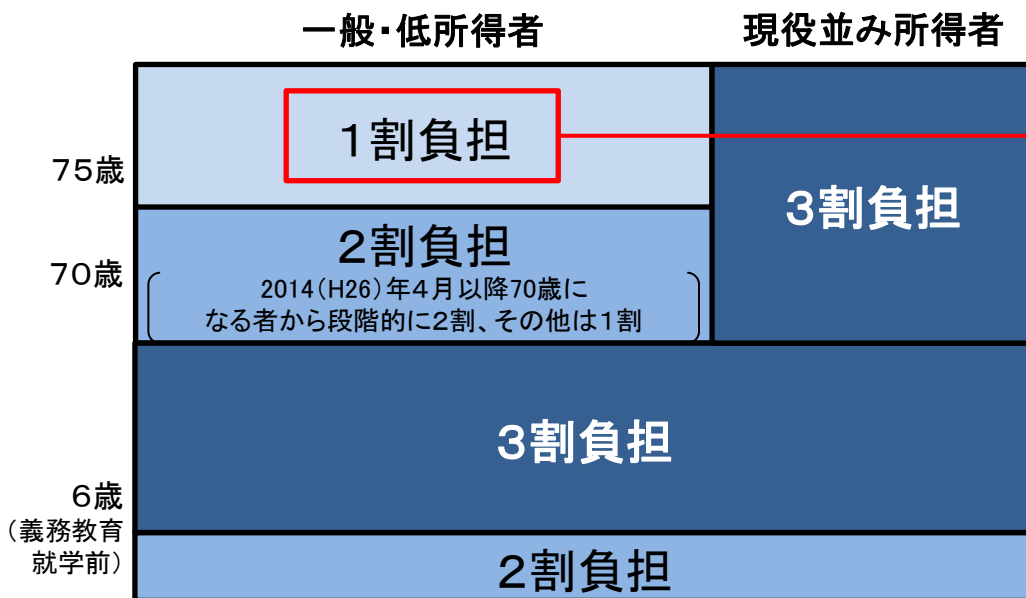 一般・低所得者
現役並み所得者
1割負担
75歳
3割負担
2割負担
70歳
2014(H26)年4月以降70歳に
なる者から段階的に2割、その他は1割
3割負担
6歳
(義務教育
就学前)
2割負担